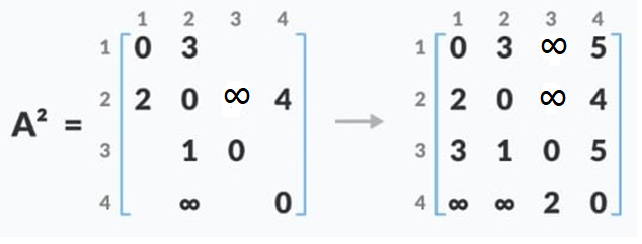 1 2 3 4 1 2 3 4
1 0 3 1 0 3 ∞ 5
2 2 0 ∞ 4 2 2 0 ∞ 4
A² = →
3 1 0 3 3 1 0 5
4 ∞ 0 4 ∞ ∞ 2 0